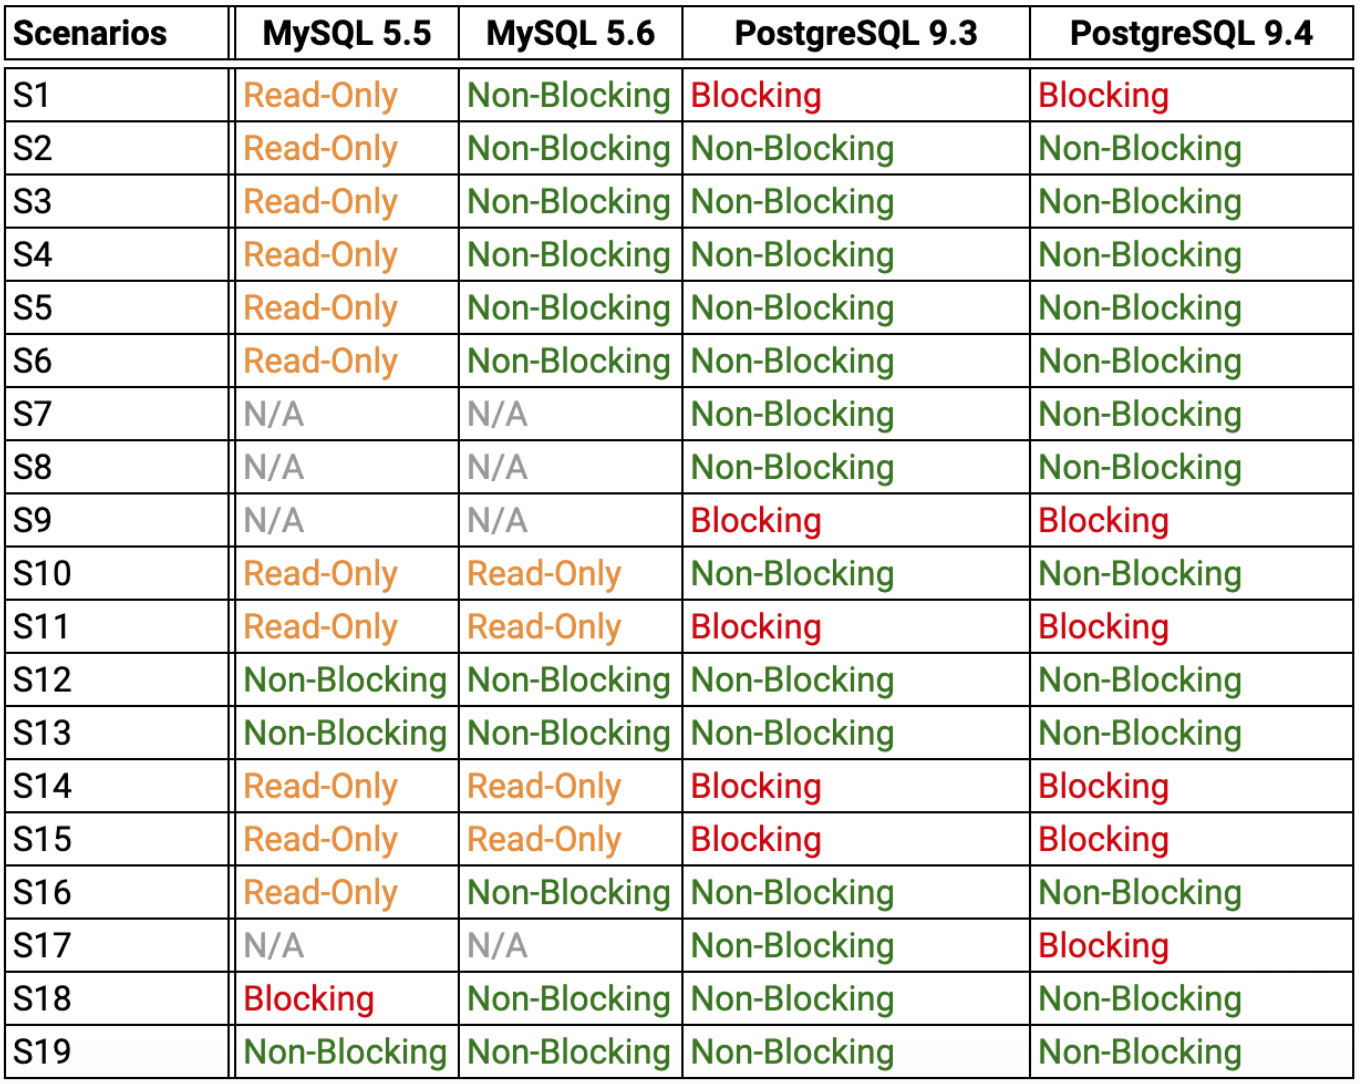 Scenarios MySQL 5.5 MySQL 5.6 PostgreSQL 9.3 PostgreSQL 9.4
S1 Read-Only Non-Blocking Blocking Blocking
S2 Read-Only Non-Blocking Non-Blocking Non-Blocking
S3 Read-Only Non-Blocking Non-Blocking Non-Blocking
S4 Read-Only Non-Blocking Non-Blocking Non-Blocking
S5 Read-Only Non-Blocking Non-Blocking Non-Blocking
S6 Read-Only Non-Blocking Non-Blocking Non-Blocking
S7 N/A N/A Non-Blocking Non-Blocking
S8 N/A N/A Non-Blocking Non-Blocking
S9 N/A N/A Blocking Blocking
S10 Read-Only Read-Only Non-Blocking Non-Blocking
S11 Read-Only Read-Only Blocking Blocking
S12 Non-Blocking Non-Blocking Non-Blocking Non-Blocking
S13 Non-Blocking Non-Blocking Non-Blocking Non-Blocking
S14 Read-Only Read-Only Blocking Blocking
S15 Read-Only Read-Only Blocking Blocking
S16 Read-Only Non-Blocking Non-Blocking Non-Blocking
S17 N/A N/A Non-Blocking Blocking
S18 Blocking Non-Blocking Non-Blocking Non-Blocking
S19 Non-Blocking Non-Blocking Non-Blocking Non-Blocking